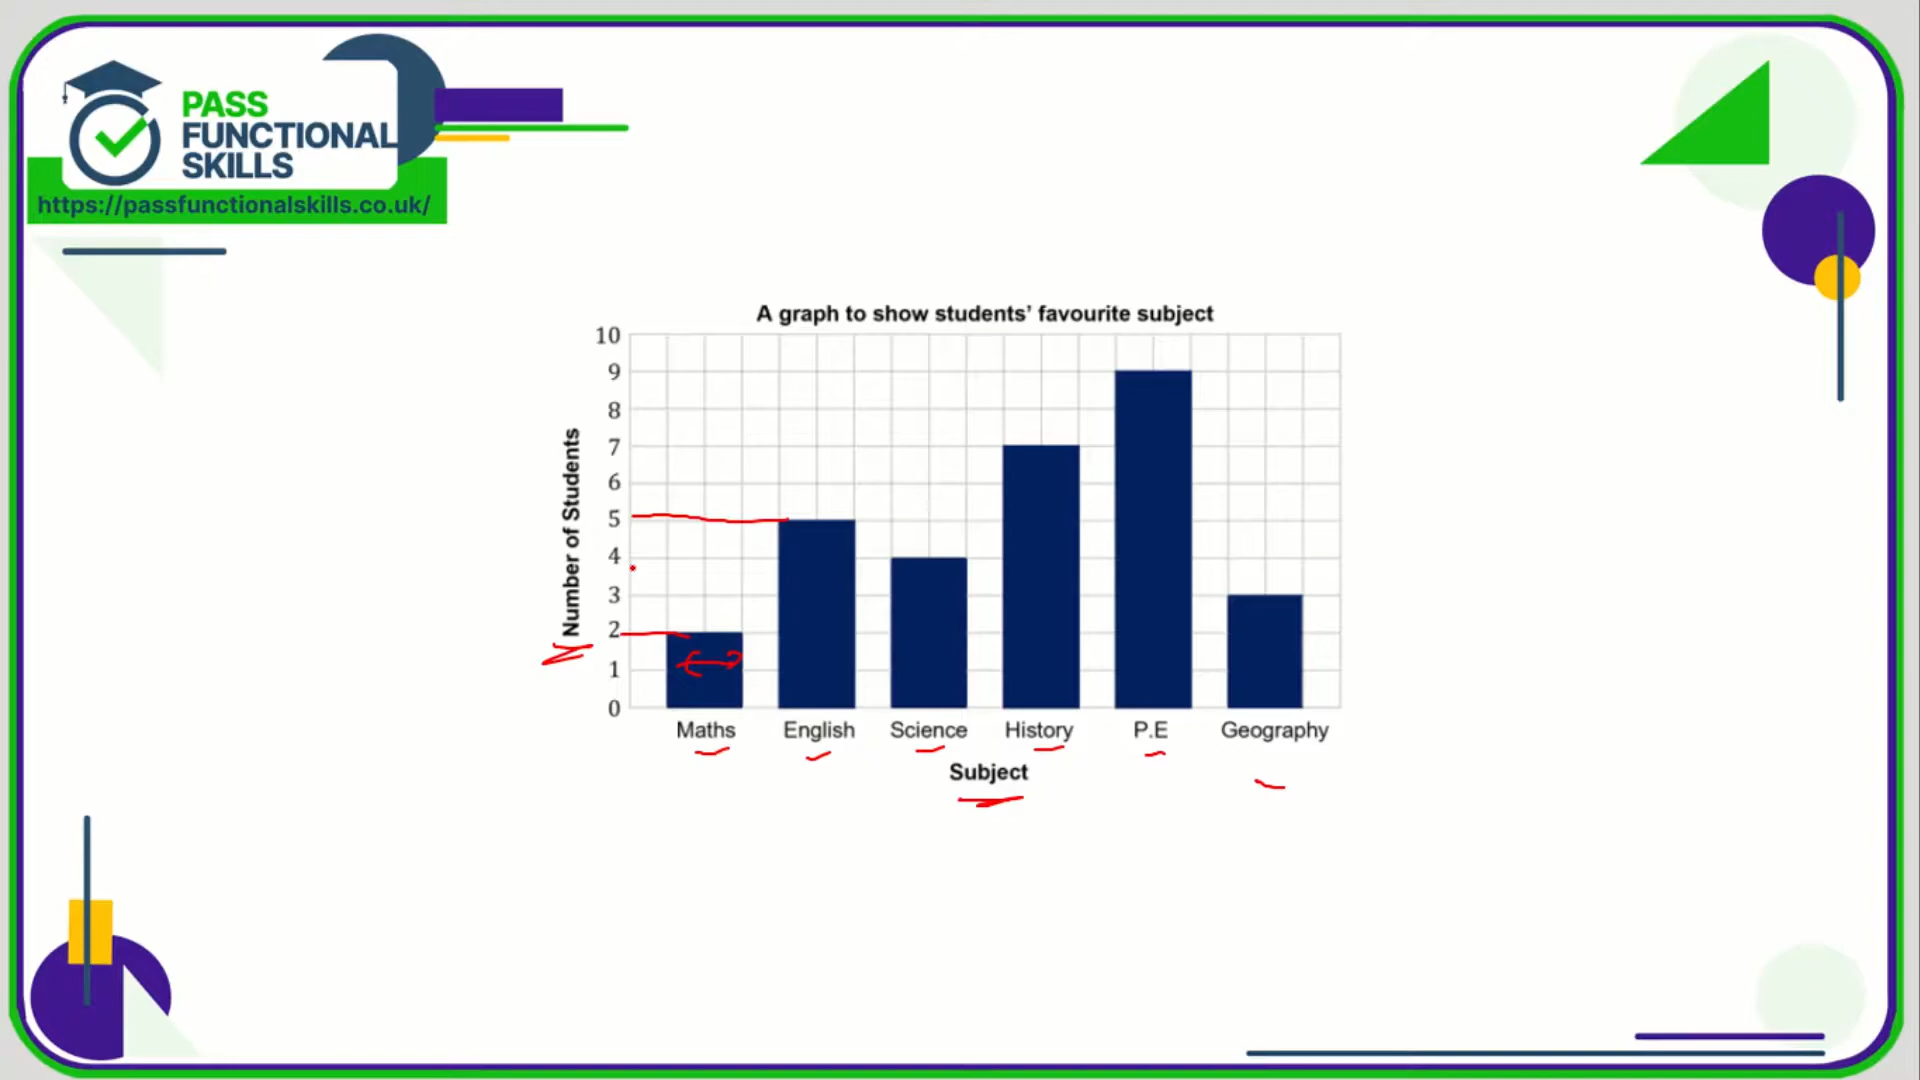 PASS
FUNCTIONAL
SKILLS
https://passfunctionalskills.co.uk/
A graph to show students’ favourite subject
Number of Students
10
9
8
7
6
5
4
3
2
1
0
Maths English Science History P.E Geography
Subject